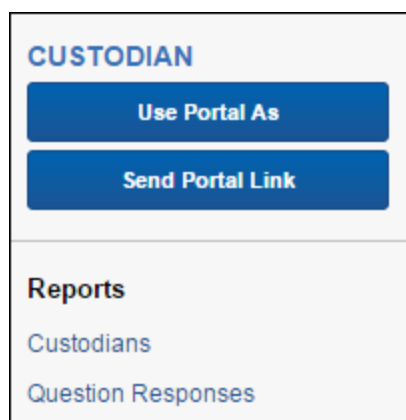 CUSTODIAN
Use Portal As
Send Portal Link
Reports
Custodians
Question Responses